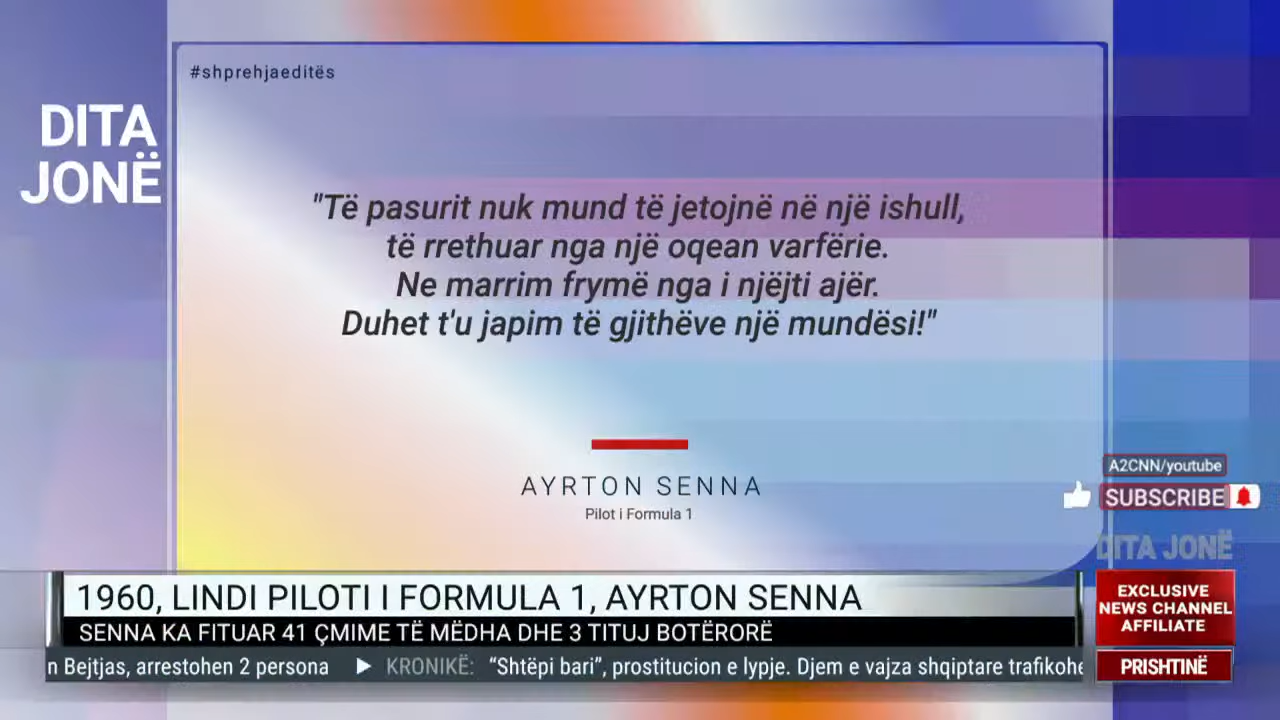 #shprehjaeditës
DITA
JONË
"Të pasurit nuk mund të jetojnë në një ishull,
të rrethuar nga një oqean varfërie.
Ne marrim frymë nga i njëjti ajër.
Duhet t'u japim të gjithëve një mundësi!"
AYRTON SENNA
Pilot i Formula 1
A2CNN/youtube
SUBSCRIBE
DITA JONË
1960, LINDI PILOTI I FORMULA 1, AYRTON SENNA
SENNA KA FITUAR 41 ÇMIME TË MËDHA DHE 3 TITUJ BOTËRORË
EXCLUSIVE
NEWS CHANNEL
AFFILIATE
n Bejtjas, arrestohen 2 persona ▶ KRONIKË: “Shtëpi bari”, prostitucion e lypje. Djem e vajza shqiptare trafikohe
PRISHTINË